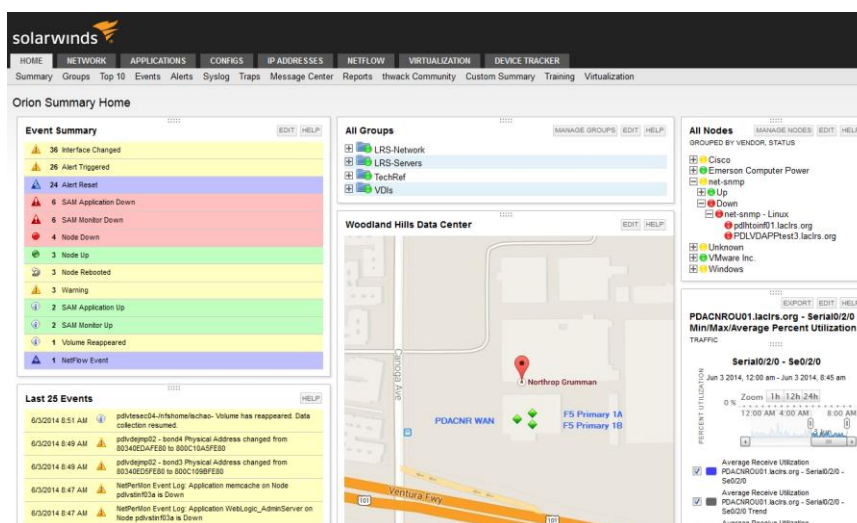 solarwinds
HOME NETWORK APPLICATIONS CONFIGS IP ADDRESSES NETFLOW VIRTUALIZATION DEVICE TRACKER
Summary Groups Top 10 Events Alerts Syslog Traps Message Center Reports thwack Community Custom Summary Training Virtualization
Orion Summary Home
Event Summary EDIT HELP
36 Interface Changed
26 Alert Triggered
24 Alert Reset
6 SAM Application Down
6 SAM Monitor Down
4 Node Down
3 Node Up
3 Node Rebooted
3 Warning
2 SAM Application Up
2 SAM Monitor Up
1 Volume Reappeared
1 NetFlow Event
Last 25 Events HELP
6/3/2014 8:51 AM pdlvtesec04-/nfshome/ischao- Volume has reappeared. Data
collection resumed.
6/3/2014 8:49 AM pdlvdejmp02 - bond4 Physical Address changed from
80340EDAFE80 to 800C10A5FE80
6/3/2014 8:49 AM pdlvdejmp02 - bond3 Physical Address changed from
80340ED5FE80 to 800C109BFE80
6/3/2014 8:47 AM NetPerMon Event Log: Application memcache on Node
pdlvstinf03a is Down
6/3/2014 8:47 AM NetPerMon Event Log: Application WebLogic_AdminServer on
Node pdlvstinf03a is Down
All Groups MANAGE GROUPS EDIT HELP
LRS-Network
LRS-Servers
TechRef
VDIs
Woodland Hills Data Center EDIT HELP
Canoga Ave
Northrop Grumman
PDACNR WAN
F5 Primary 1A
F5 Primary 1B
Ventura Fwy
101
101
All Nodes MANAGE NODES EDIT HELP
GROUPED BY VENDOR, STATUS
Cisco
Emerson Computer Power
net-snmp
Up
Down
net-snmp - Linux
pdlhtoinf01.laclrs.org
PDLVDAPPtest3.laclrs.org
Unknown
VMware Inc.
Windows
EXPORT EDIT HELP
PDACNROU01.laclrs.org - Serial0/2/0
Min/Max/Average Percent Utilization
TRAFFIC
Serial0/2/0 - Se0/2/0
Jun 3 2014, 12:00 am - Jun 3 2014, 8:45 am
PERCENT UTILIZATION
0 % Zoom 1h 12h 24h
12:00 AM 4:00 AM 8:00 AM
3 Jun
Average Receive Utilization
PDACNROU01.laclrs.org - Serial0/2/0 -
Se0/2/0
Average Receive Utilization
PDACNROU01.laclrs.org - Serial0/2/0 -
Se0/2/0 Trend
Average Receive Utilization